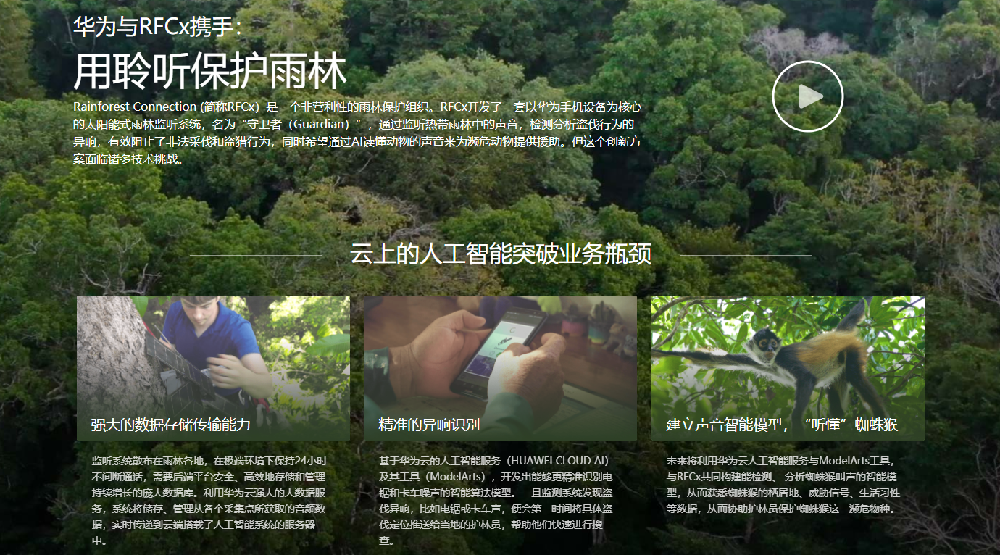 华为与RFCx携手：
用聆听保护雨林
Rainforest Connection (简称RFCx）是一个非营利性的雨林保护组织。RFCx开发了一套以华为手机设备为核心
的太阳能式雨林监听系统，名为“守卫者（Guardian）”，通过监听热带雨林中的声音，检测分析盗伐行为的
异响，有效阻止了非法采伐和盗猎行为，同时希望通过AI读懂动物的声音来为濒危动物提供援助。但这个创新方
案面临诸多技术挑战。
云上的人工智能突破业务瓶颈
强大的数据存储传输能力
监听系统散布在雨林各地，在极端环境下保持24小时
不间断通话，需要后端平台安全、高效地存储和管理
持续增长的庞大数据库。利用华为云强大的大数据服
务，系统将储存、管理从各个采集点所获取的音频数
据，实时传递到云端搭载了人工智能系统的服务器
中。
精准的异响识别
基于华为云的人工智能服务（HUAWEI CLOUD AI）
及其工具（ModelArts），开发出能够更精准识别电
锯和卡车噪声的智能算法模型。一旦监测系统发现盗
伐异响，比如电锯或卡车声，便会第一时间将具体盗
伐定位推送给当地的护林员，帮助他们快速进行搜
查。
建立声音智能模型，“听懂”蜘蛛猴
未来将利用华为云人工智能服务与ModelArts工具，
与RFCx共同构建能检测、 分析蜘蛛猴叫声的智能模
型，从而获悉蜘蛛猴的栖居地、威胁信号、生活习性
等数据，从而协助护林员保护蜘蛛猴这一濒危物种。